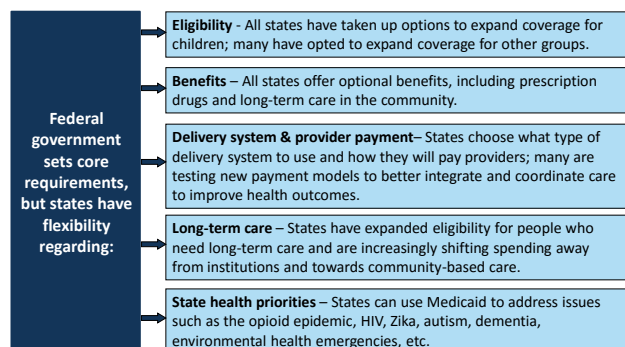 Federal
government
sets core
requirements,
but states have
flexibility
regarding:
Eligibility - All states have taken up options to expand coverage for
children; many have opted to expand coverage for other groups.
Benefits – All states offer optional benefits, including prescription
drugs and long-term care in the community.
Delivery system & provider payment– States choose what type of
delivery system to use and how they will pay providers; many are
testing new payment models to better integrate and coordinate care
to improve health outcomes.
Long-term care – States have expanded eligibility for people who
need long-term care and are increasingly shifting spending away
from institutions and towards community-based care.
State health priorities – States can use Medicaid to address issues
such as the opioid epidemic, HIV, Zika, autism, dementia,
environmental health emergencies, etc.